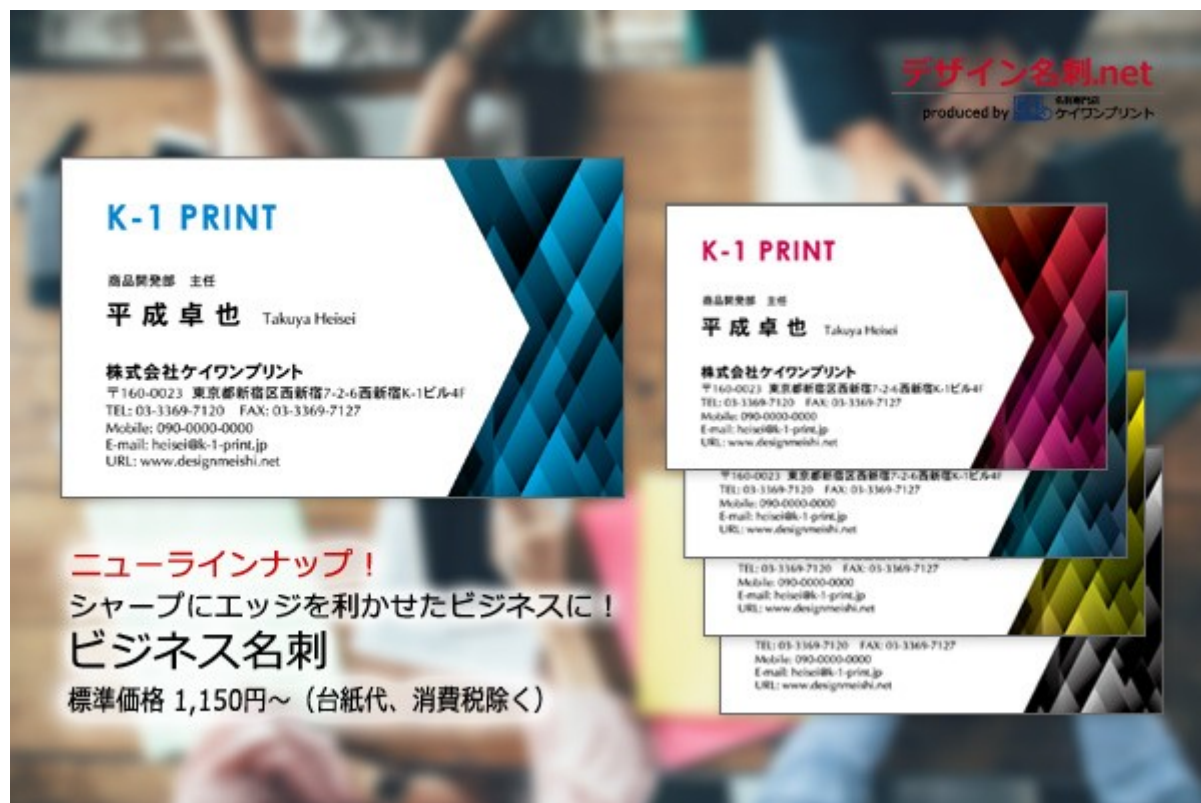 デザイン名刺.net
produced by 名刺専門店 ケイワンプリント
K-1 PRINT
商品開発部 主任
平成卓也 Takuya Heisei
株式会社ケイワンプリント
〒160-0023 東京都新宿区西新宿7-2-6西新宿K-1ビル4F
TEL: 03-3369-7120 FAX: 03-3369-7127
Mobile: 090-0000-0000
E-mail: heisei@k-1-print.jp
URL: www.designmeishi.net
K-1 PRINT
商品開発部 主任
平成卓也 Takuya Heisei
株式会社ケイワンプリント
〒160-0023 東京都新宿区西新宿7-2-6西新宿K-1ビル4F
TEL: 03-3369-7120 FAX: 03-3369-7127
Mobile: 090-0000-0000
E-mail: heisei@k-1-print.jp
URL: www.designmeishi.net
〒160-0023 東京都新宿区西新宿7-2-6西新宿K-1ビル4F
TEL: 03-3369-7120 FAX: 03-3369-7127
Mobile: 090-0000-0000
E-mail: heisei@k-1-print.jp
URL: www.designmeishi.net
TEL: 03-3369-7120 FAX: 03-3369-7127
Mobile: 090-0000-0000
E-mail: heisei@k-1-print.jp
URL: www.designmeishi.net
TEL: 03-3369-7120 FAX: 03-3369-7127
Mobile: 090-0000-0000
E-mail: heisei@k-1-print.jp
URL: www.designmeishi.net
ニューラインナップ！
シャープにエッジを利かせたビジネスに！
ビジネス名刺
標準価格 1,150円～（台紙代、消費税除く）